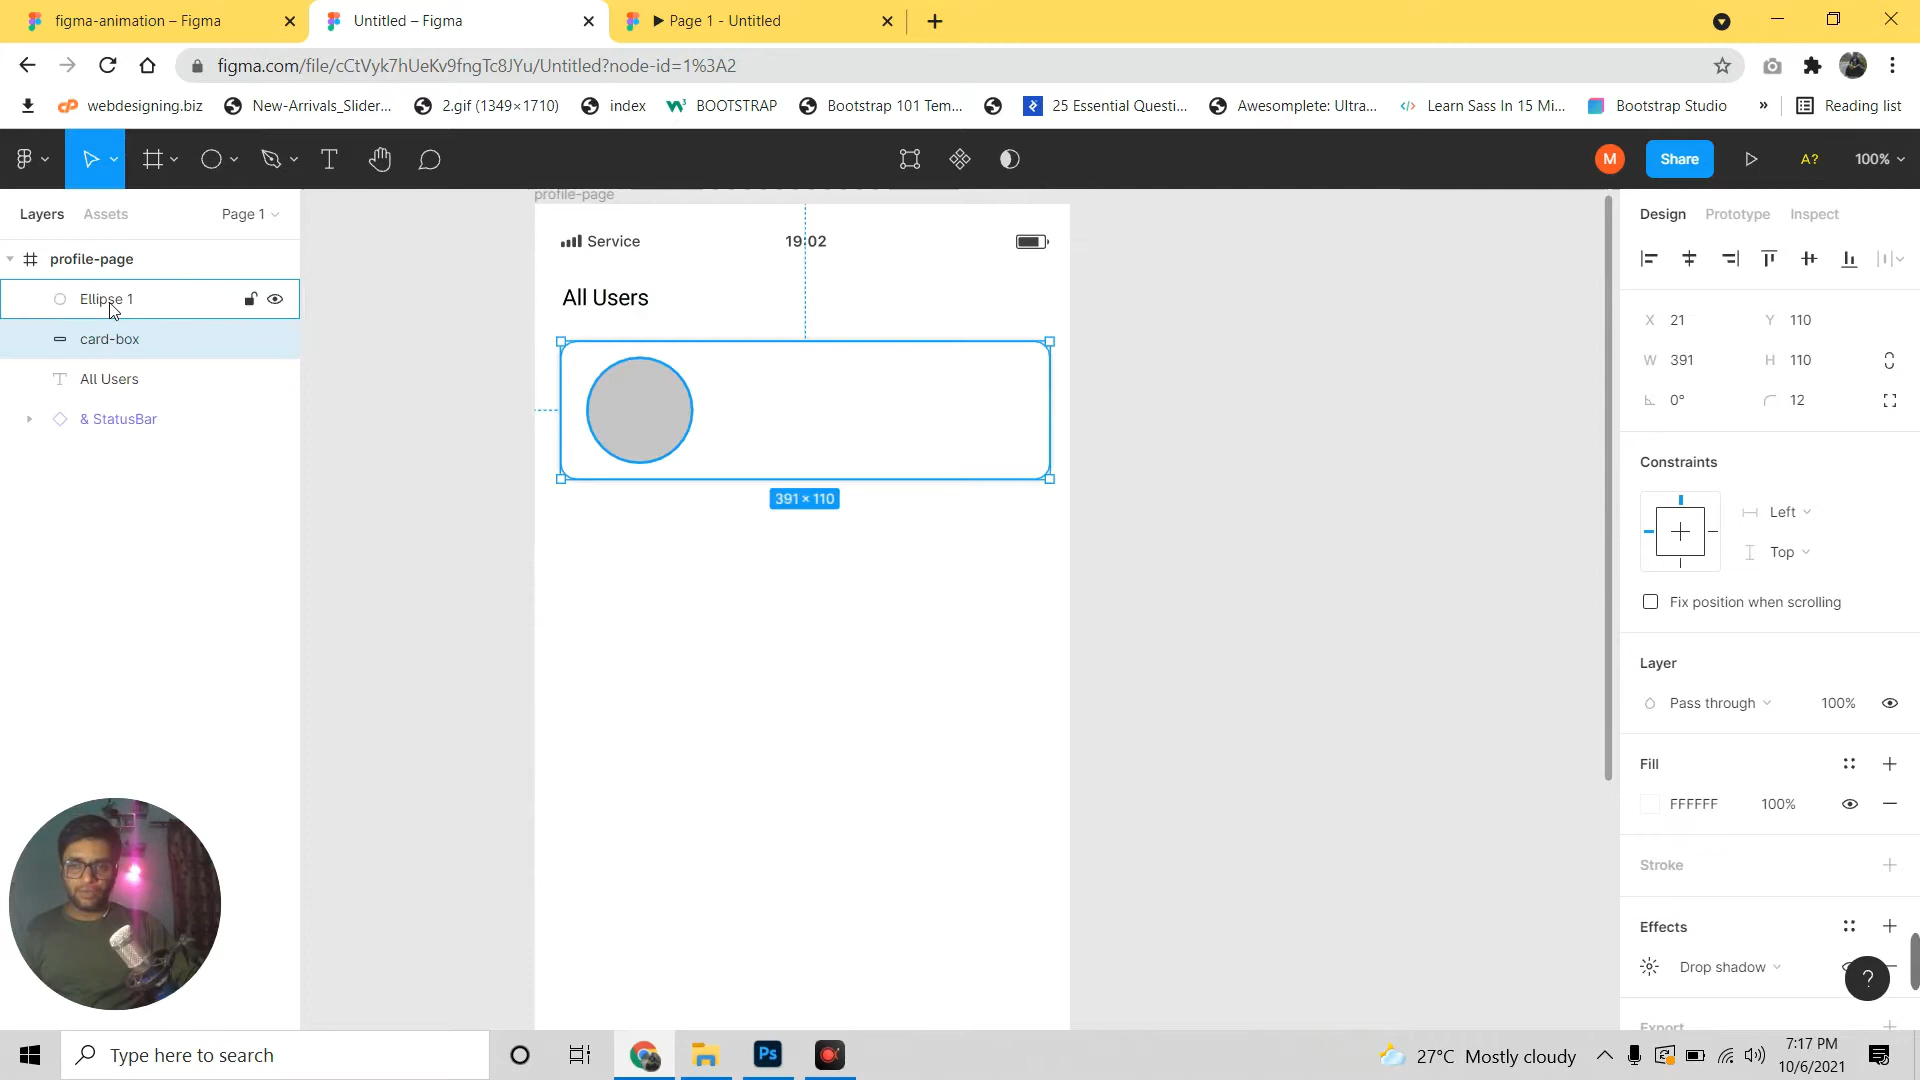 figma-animation – Figma
Untitled – Figma
Page 1 - Untitled
figma.com/file/cCtVyk7hUeKv9fngTc8JYu/Untitled?node-id=1%3A2
webdesigning.biz
New-Arrivals_Slider...
2.gif (1349×1710)
index
BOOTSTRAP
Bootstrap 101 Tem...
25 Essential Questi...
Awesomplete: Ultra...
Learn Sass In 15 Mi...
Bootstrap Studio
»
Reading list
T
M
Share
A?
100%
Layers
Assets
Page 1
profile-page
Ellipse 1
card-box
All Users
& StatusBar
profile-page
Service
19:02
All Users
391 × 110
Design
Prototype
Inspect
X 21
Y 110
W 391
H 110
0°
12
Constraints
Left
Top
Fix position when scrolling
Layer
Pass through
100%
Fill
FFFFFF
100%
Stroke
Effects
Drop shadow
?
Export
Type here to search
Ps
27°C Mostly cloudy
7:17 PM
10/6/2021